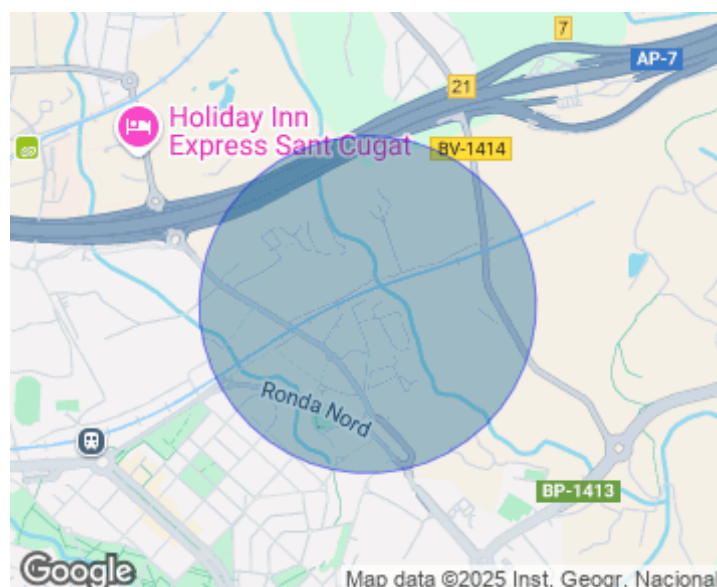 7
AP-7
21
Holiday Inn
Express Sant Cugat
BV-1414
Ronda Nord
BP-1413
Google
Map data ©2025 Inst. Geogr. Nacional